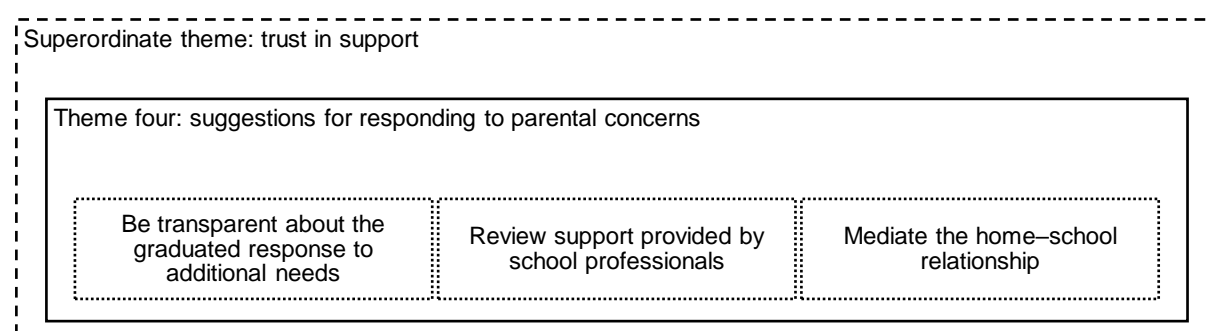 Superordinate theme: trust in support
Theme four: suggestions for responding to parental concerns
Be transparent about the
graduated response to
additional needs
Review support provided by
school professionals
Mediate the home–school
relationship